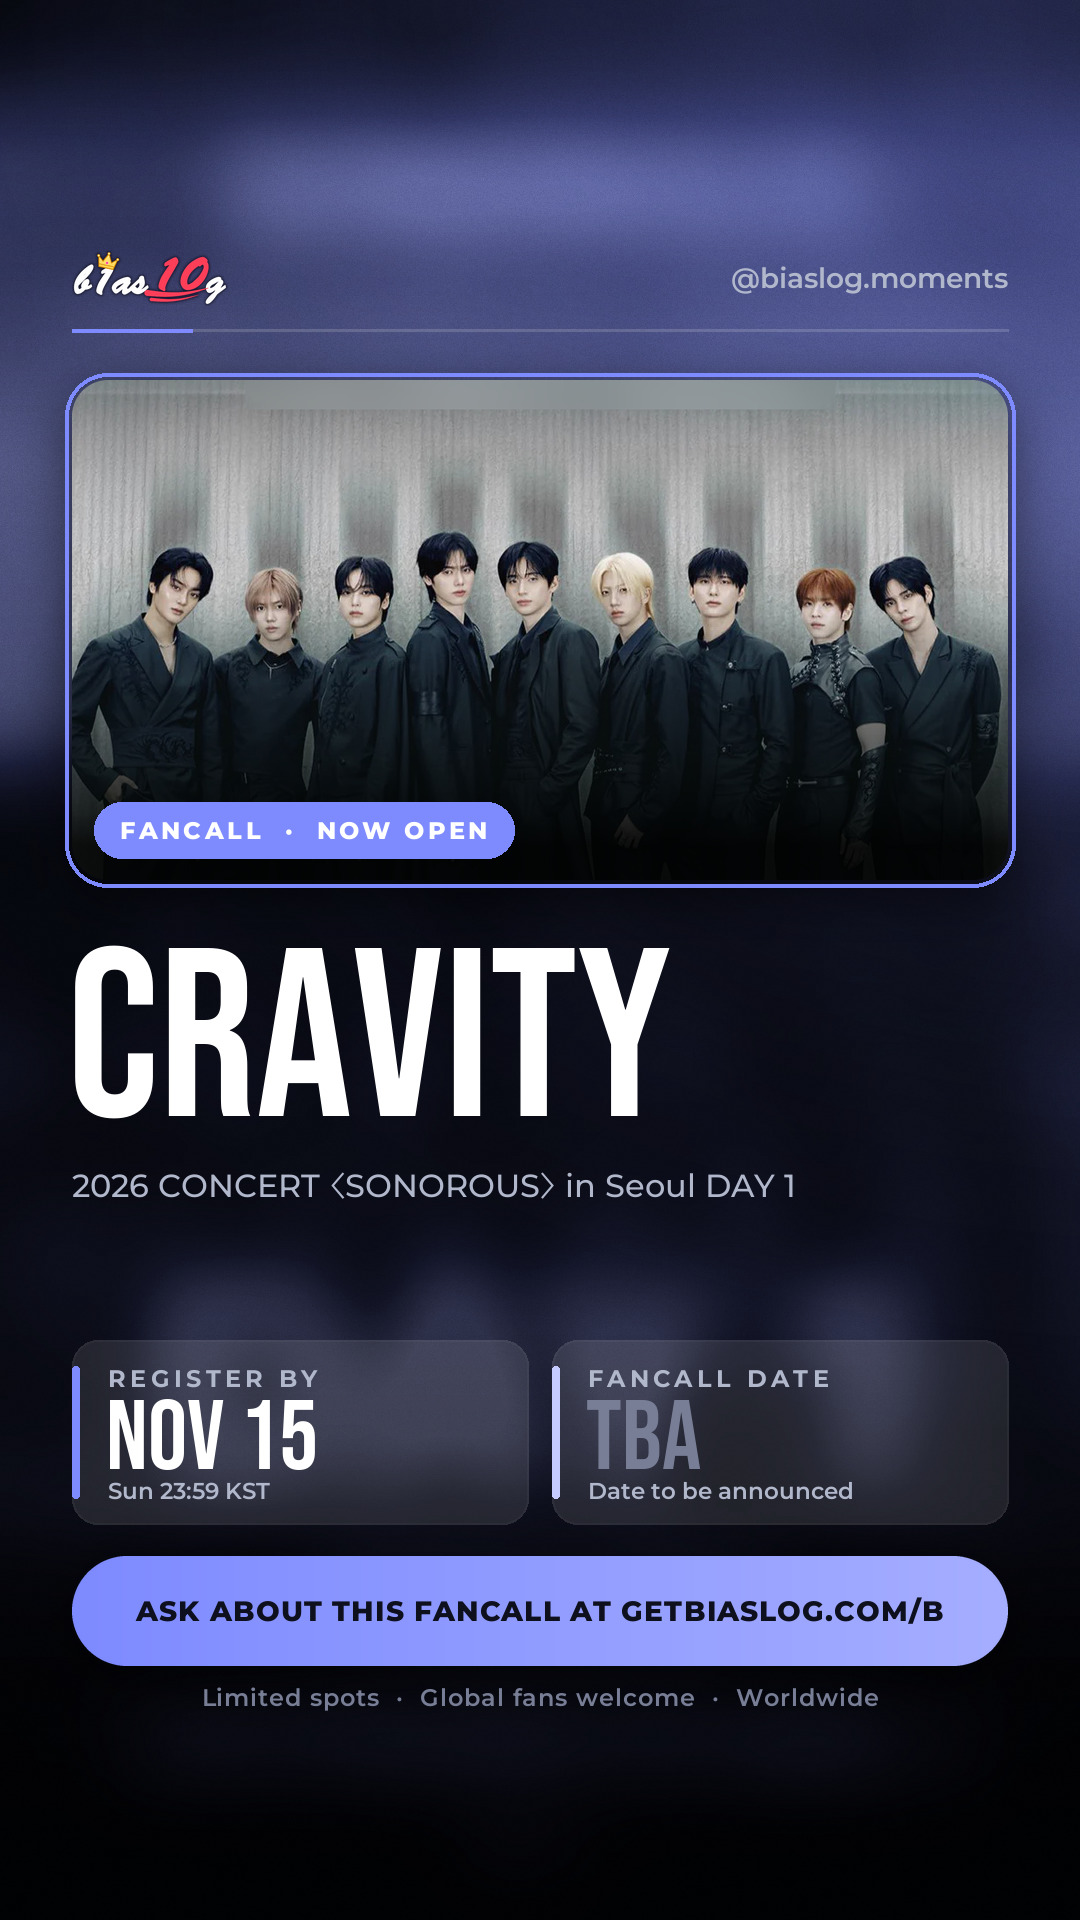 b1as10g
@biaslog.moments
FANCALL · NOW OPEN
CRAVITY
2026 CONCERT 〈SONOROUS〉 in Seoul DAY 1
REGISTER BY
NOV 15
Sun 23:59 KST
FANCALL DATE
TBA
Date to be announced
ASK ABOUT THIS FANCALL AT GETBIASLOG.COM/B
Limited spots · Global fans welcome · Worldwide